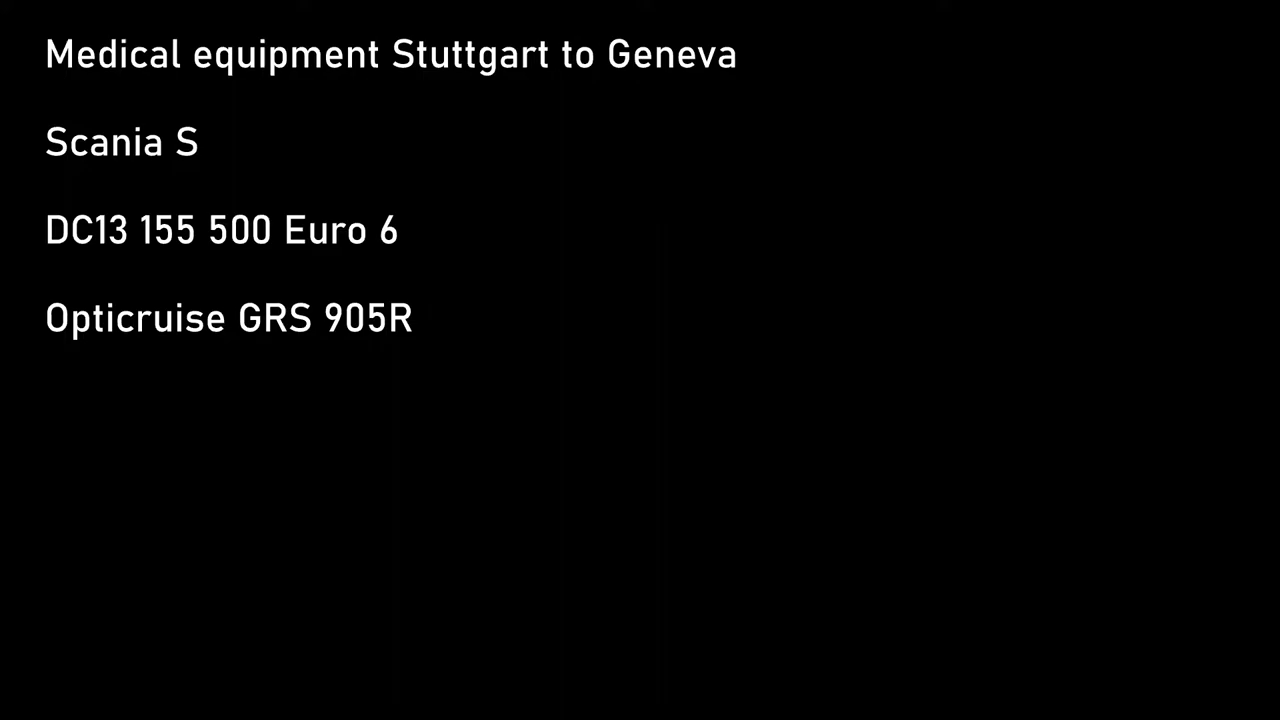 Medical equipment Stuttgart to Geneva
Scania S
DC13 155 500 Euro 6
Opticruise GRS 905R